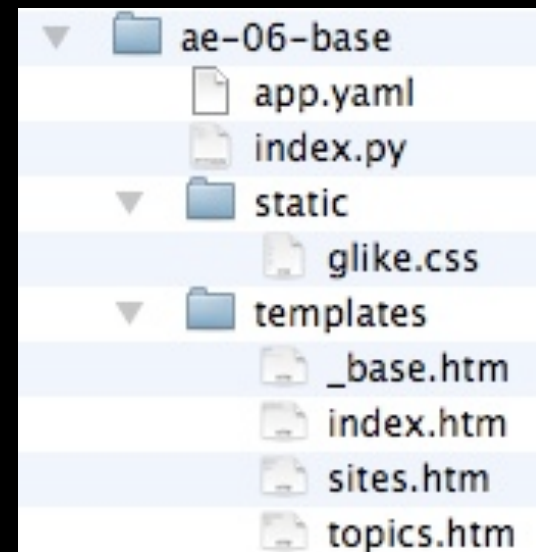 ae-06-base
app.yaml
index.py
static
glike.css
templates
_base.htm
index.htm
sites.htm
topics.htm